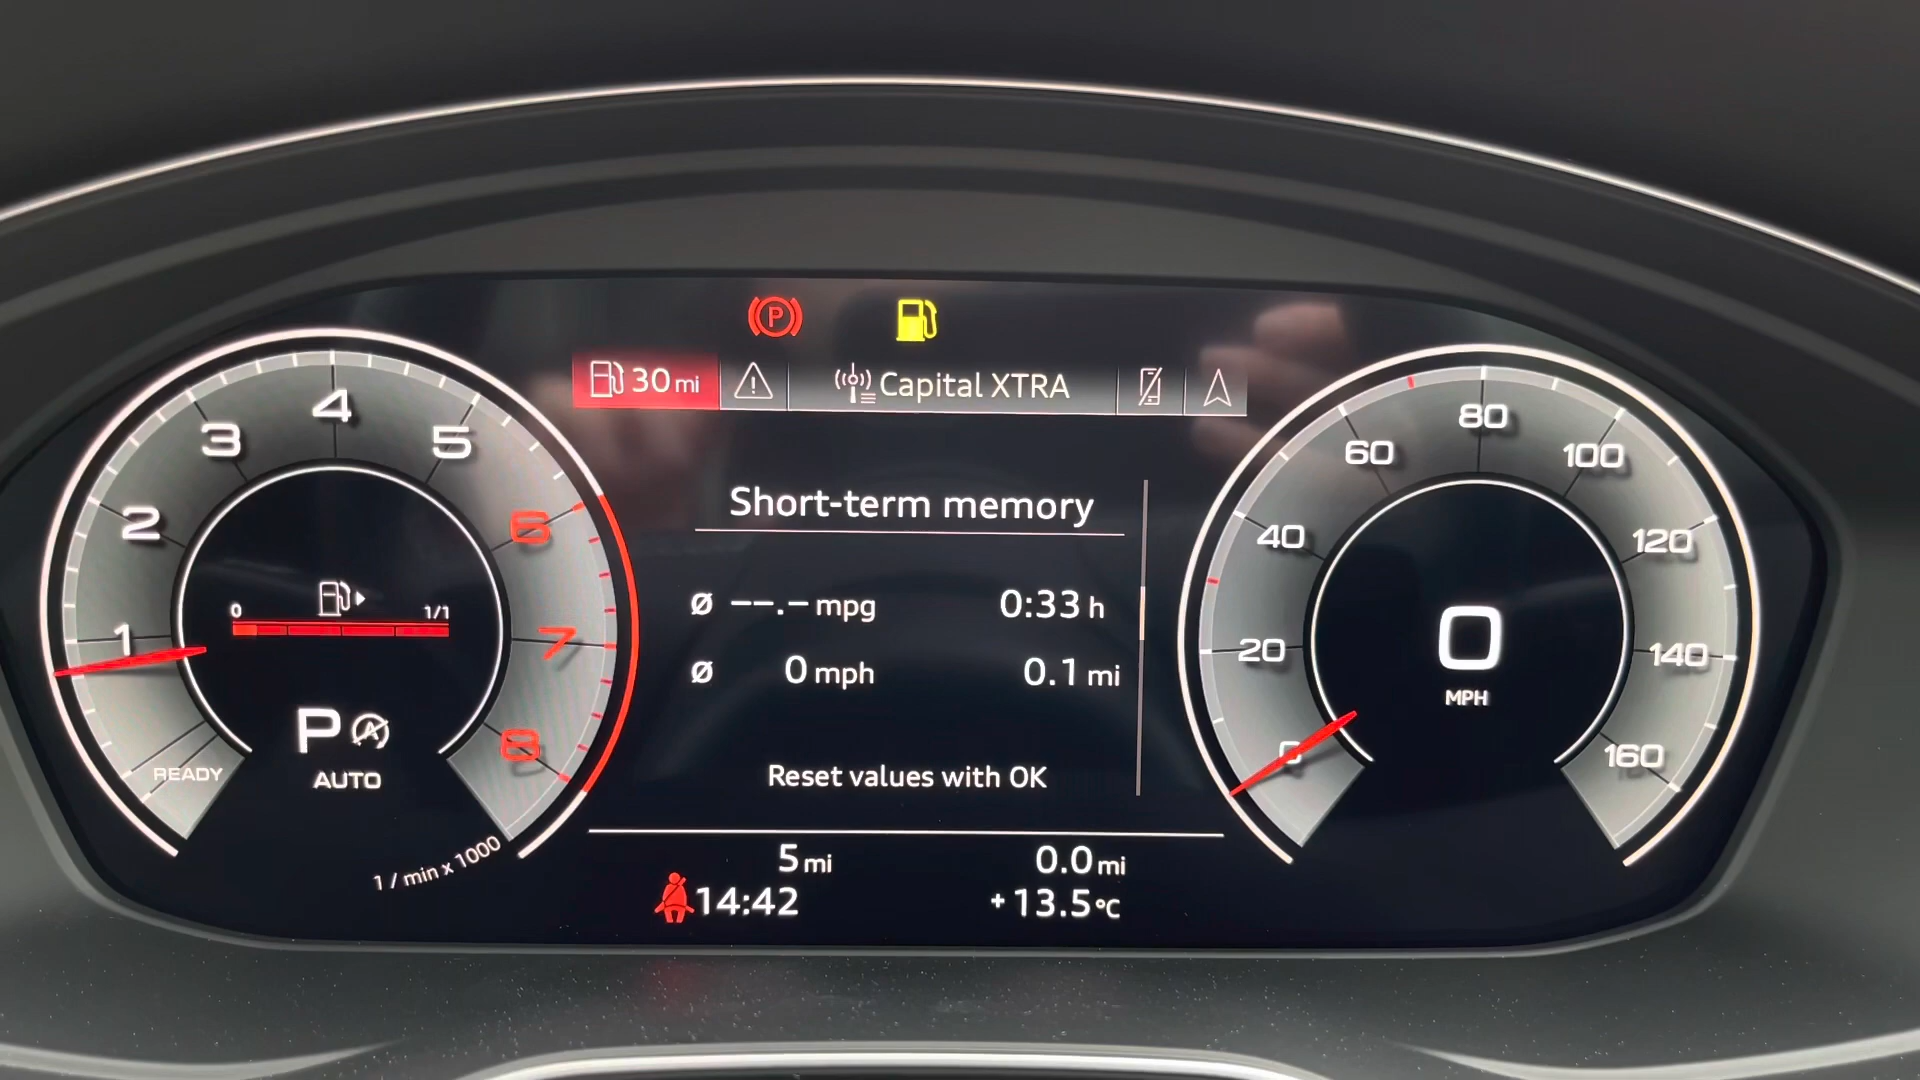 P
30 mi
Capital XTRA
1
2
3
4
5
6
7
8
READY
0
1/1
P A
AUTO
1 / min x 1000
Short-term memory
Ø --.- mpg 0:33 h
Ø 0 mph 0.1 mi
Reset values with OK
5 mi 0.0 mi
14:42 +13.5 °C
0
20
40
60
80
100
120
140
160
0
MPH